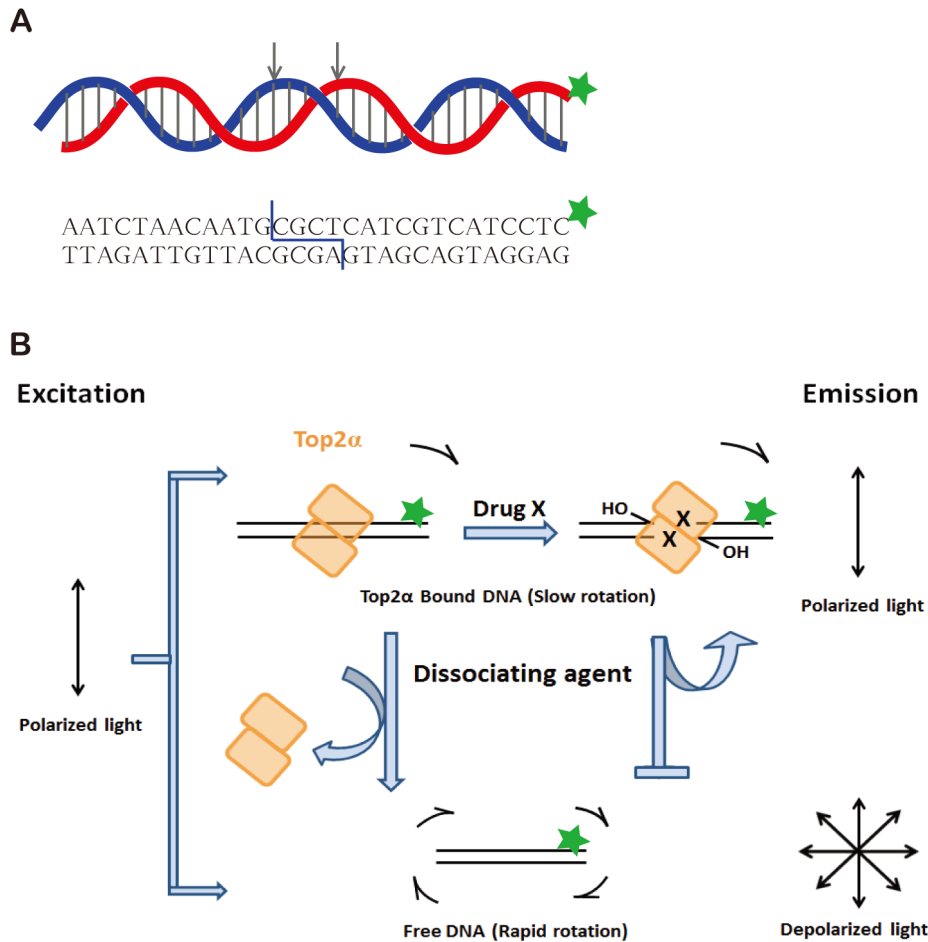 A
AATCTAACAATGCGCTCATCGTCATCCTC
TTAGATTGTTACGCGAGTAGCAGTAGGAG
B
Excitation
Emission
Top2α
Drug X
HO
X
X
OH
Top2α Bound DNA (Slow rotation)
Polarized light
Dissociating agent
Polarized light
Free DNA (Rapid rotation)
Depolarized light